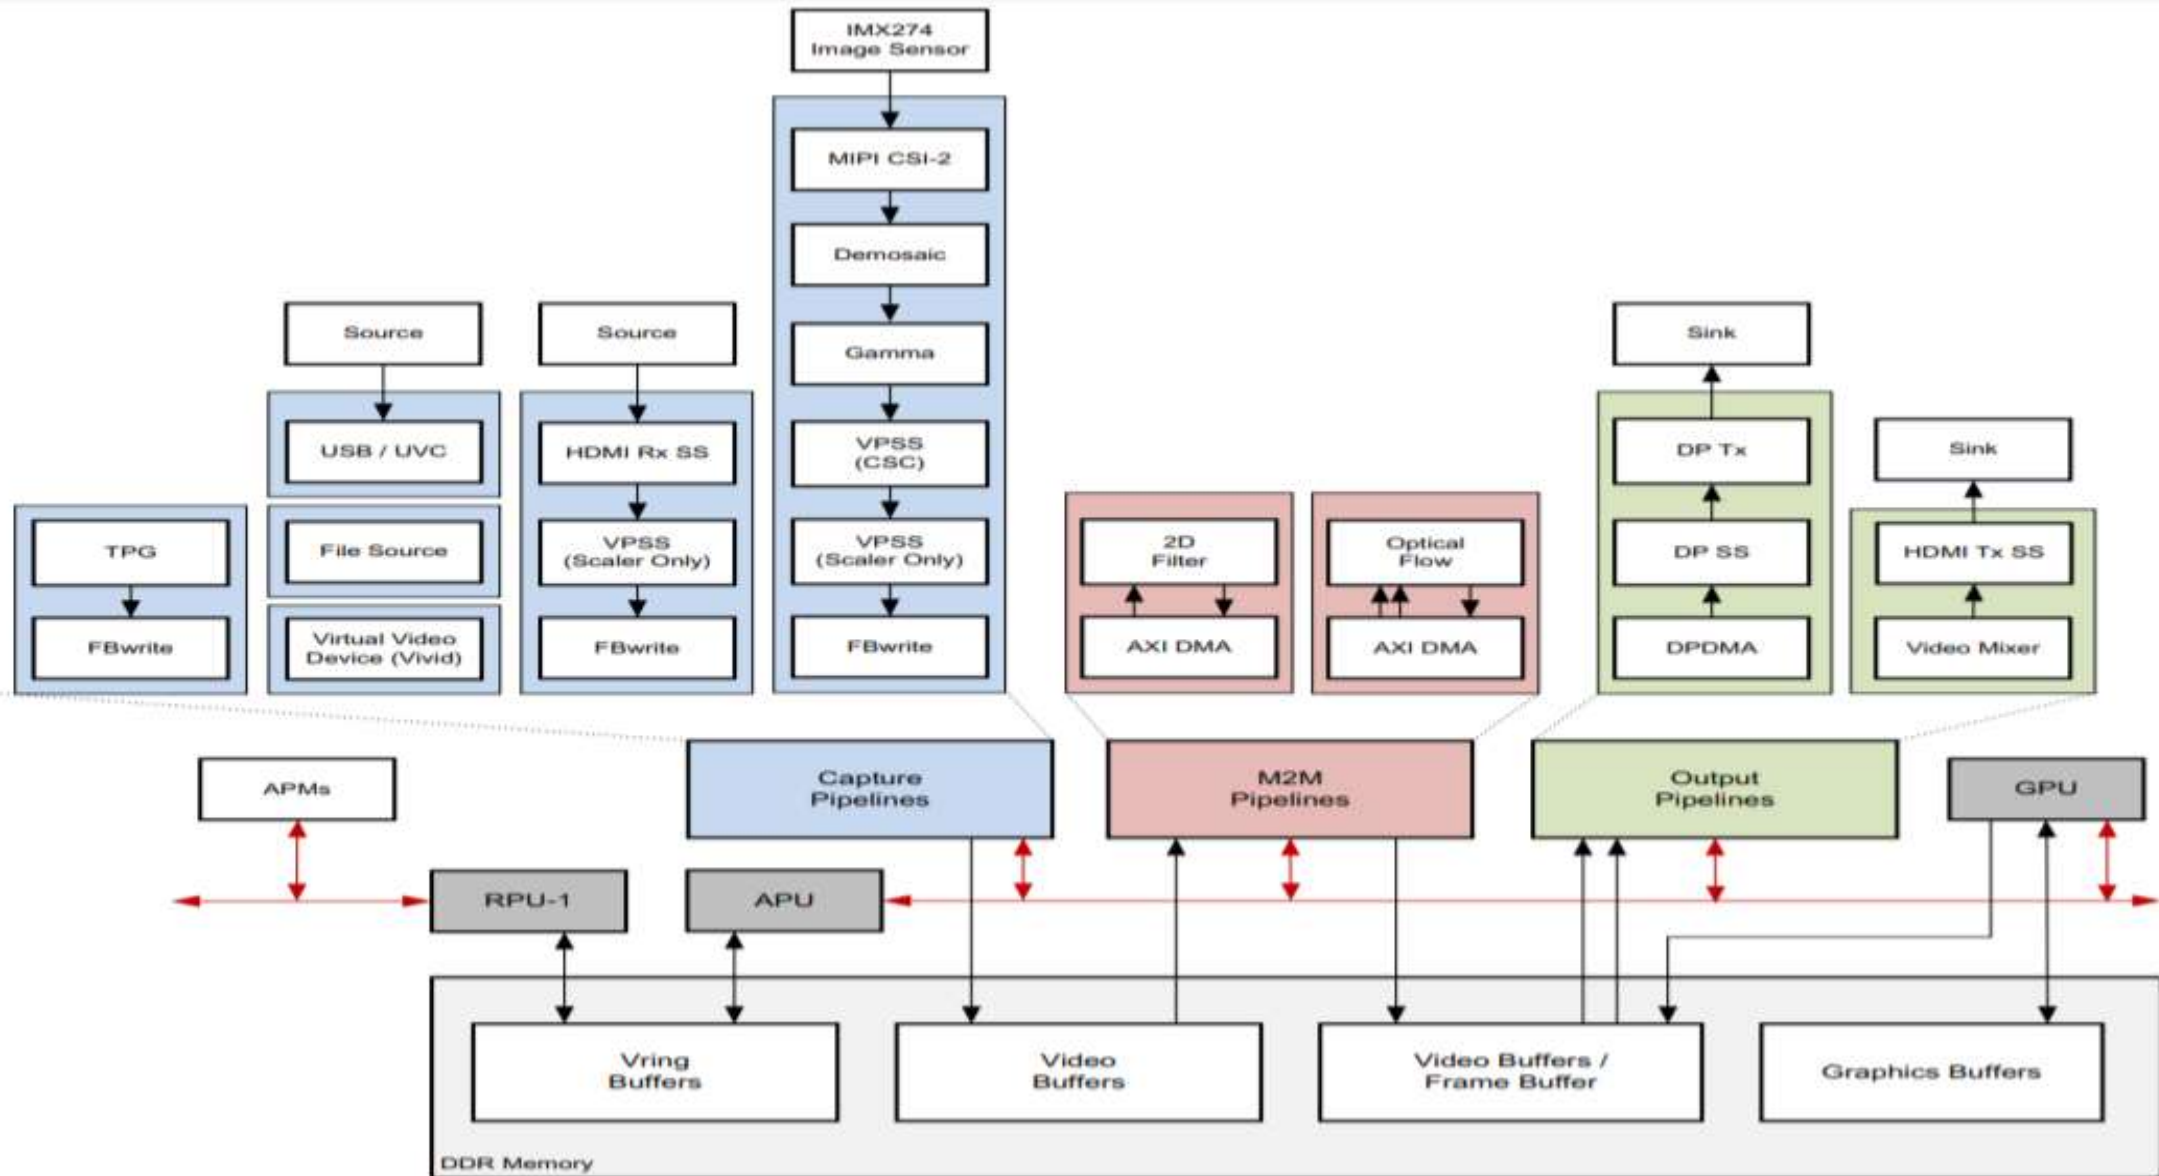 IMX274
Image Sensor
MIPI CSI-2
Demosaic
Source
Source
Sink
Gamma
USB / UVC
HDMI Rx SS
VPSS
(CSC)
DP Tx
Sink
TPG
File Source
VPSS
(Scaler Only)
VPSS
(Scaler Only)
2D
Filter
Optical
Flow
DP SS
HDMI Tx SS
FBwrite
Virtual Video
Device (Vivid)
FBwrite
FBwrite
AXI DMA
AXI DMA
DPDMA
Video Mixer
APMs
Capture
Pipelines
M2M
Pipelines
Output
Pipelines
GPU
RPU-1
APU
Vring
Buffers
Video
Buffers
Video Buffers /
Frame Buffer
Graphics Buffers
DDR Memory